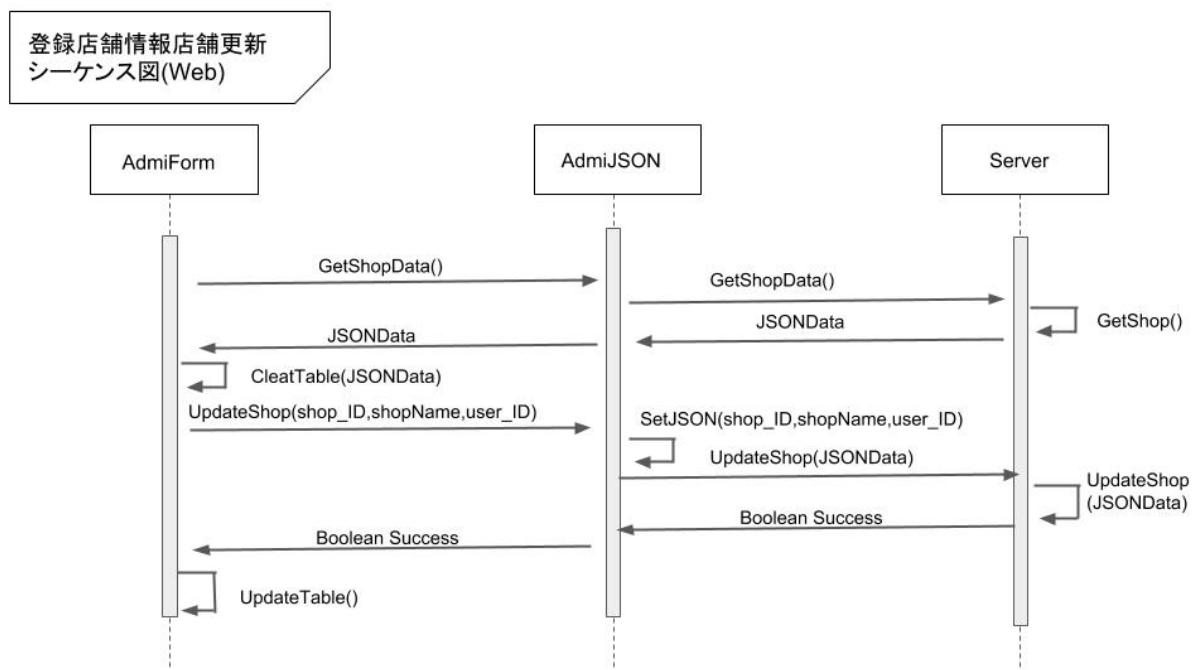 登録店舗情報店舗更新
シーケンス図(Web)
AdmiForm
AdmiJSON
Server
GetShopData()
GetShopData()
GetShop()
JSONData
JSONData
CleatTable(JSONData)
UpdateShop(shop_ID,shopName,user_ID)
SetJSON(shop_ID,shopName,user_ID)
UpdateShop(JSONData)
UpdateShop
(JSONData)
Boolean Success
Boolean Success
UpdateTable()